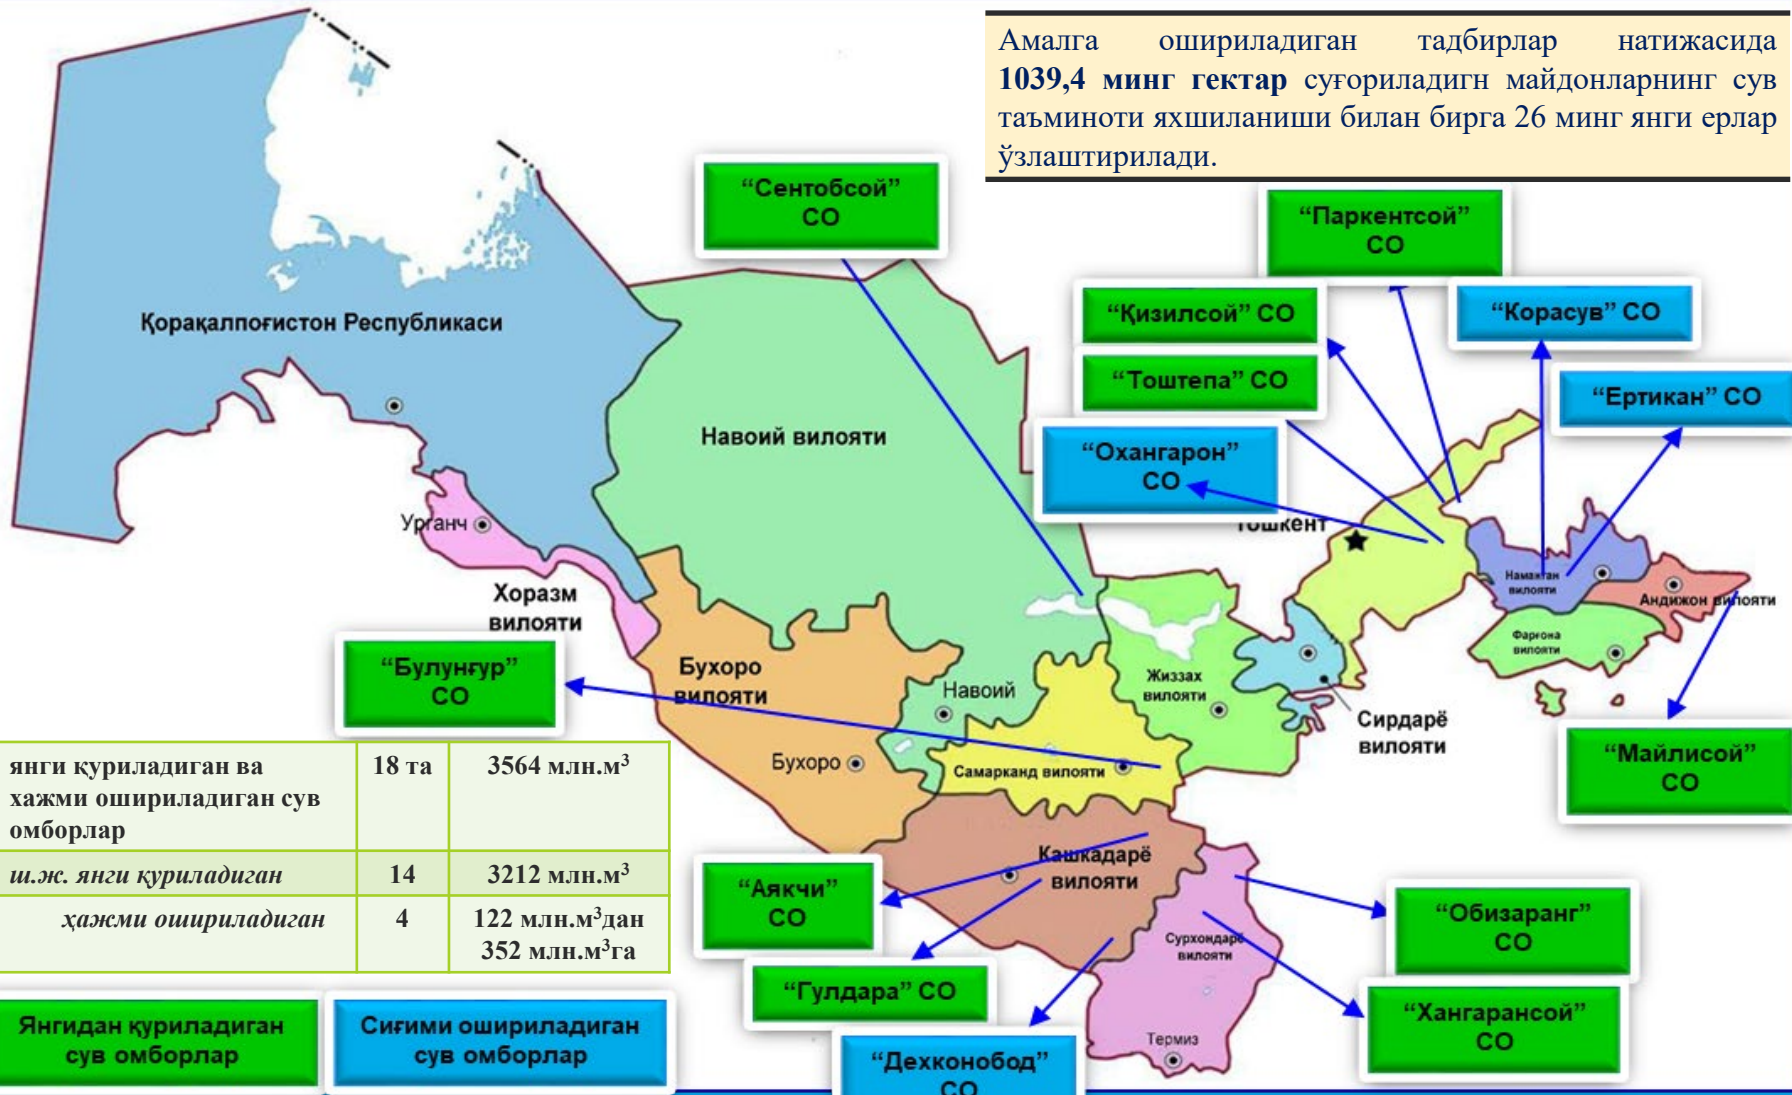 Амалга ошириладиган тадбирлар натижасида
1039,4 минг гектар суғориладигн майдонларнинг сув
таъминоти яхшиланиши билан бирга 26 минг янги ерлар
ўзлаштирилади.
“Сентобсой”
СО
“Паркентсой”
СО
“Қизилсой” СО
“Корасув” СО
“Тоштепа” СО
“Ертикан” СО
“Охангарон”
СО
Қорақалпоғистон Республикаси
Навоий вилояти
Тошкент
Урганч
Хоразм
вилояти
Наманган
вилояти
Андижон вилояти
Фарғона
вилояти
“Булунғур”
СО
Бухоро
вилояти
Навоий
Жиззах
вилояти
Сирдарё
вилояти
Бухоро
Самарканд вилояти
“Майлисой”
СО
янги қуриладиган ва
хажми ошириладиган сув
омборлар
18 та
3564 млн.м³
ш.ж. янги қуриладиган
14
3212 млн.м³
ҳажми ошириладиган
4
122 млн.м³дан
352 млн.м³га
Кашкадарё
вилояти
“Аякчи”
СО
“Гулдара” СО
“Обизаранг”
СО
Сурхондарё
вилояти
“Хангарансой”
СО
Термиз
“Дехконобод”
СО
Янгидан қуриладиган
сув омборлар
Сиғими ошириладиган
сув омборлар